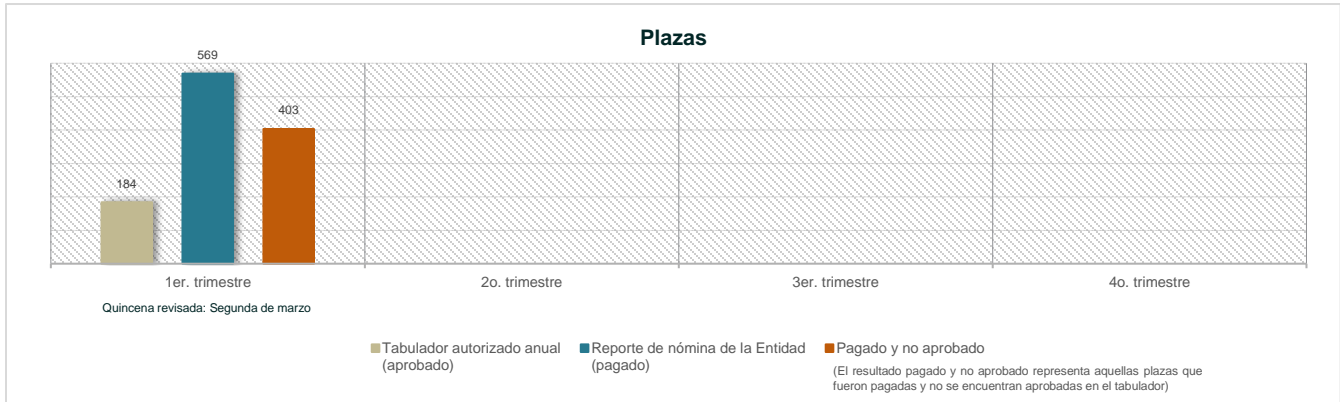 Plazas
569
403
184
1er. trimestre
2o. trimestre
3er. trimestre
4o. trimestre
Quincena revisada: Segunda de marzo
Tabulador autorizado anual
(aprobado)
Reporte de nómina de la Entidad
(pagado)
Pagado y no aprobado
(El resultado pagado y no aprobado representa aquellas plazas que
fueron pagadas y no se encuentran aprobadas en el tabulador)